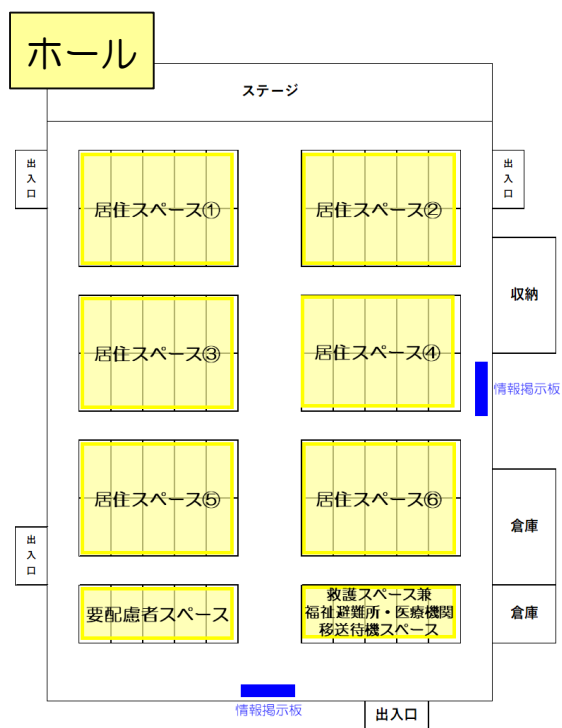 ホール
ステージ
出入口
出入口
居住スペース①
居住スペース②
収納
居住スペース③
居住スペース④
情報掲示板
居住スペース⑤
居住スペース⑥
倉庫
出入口
要配慮者スペース
救護スペース兼
福祉避難所・医療機関
移送待機スペース
倉庫
情報掲示板
出入口